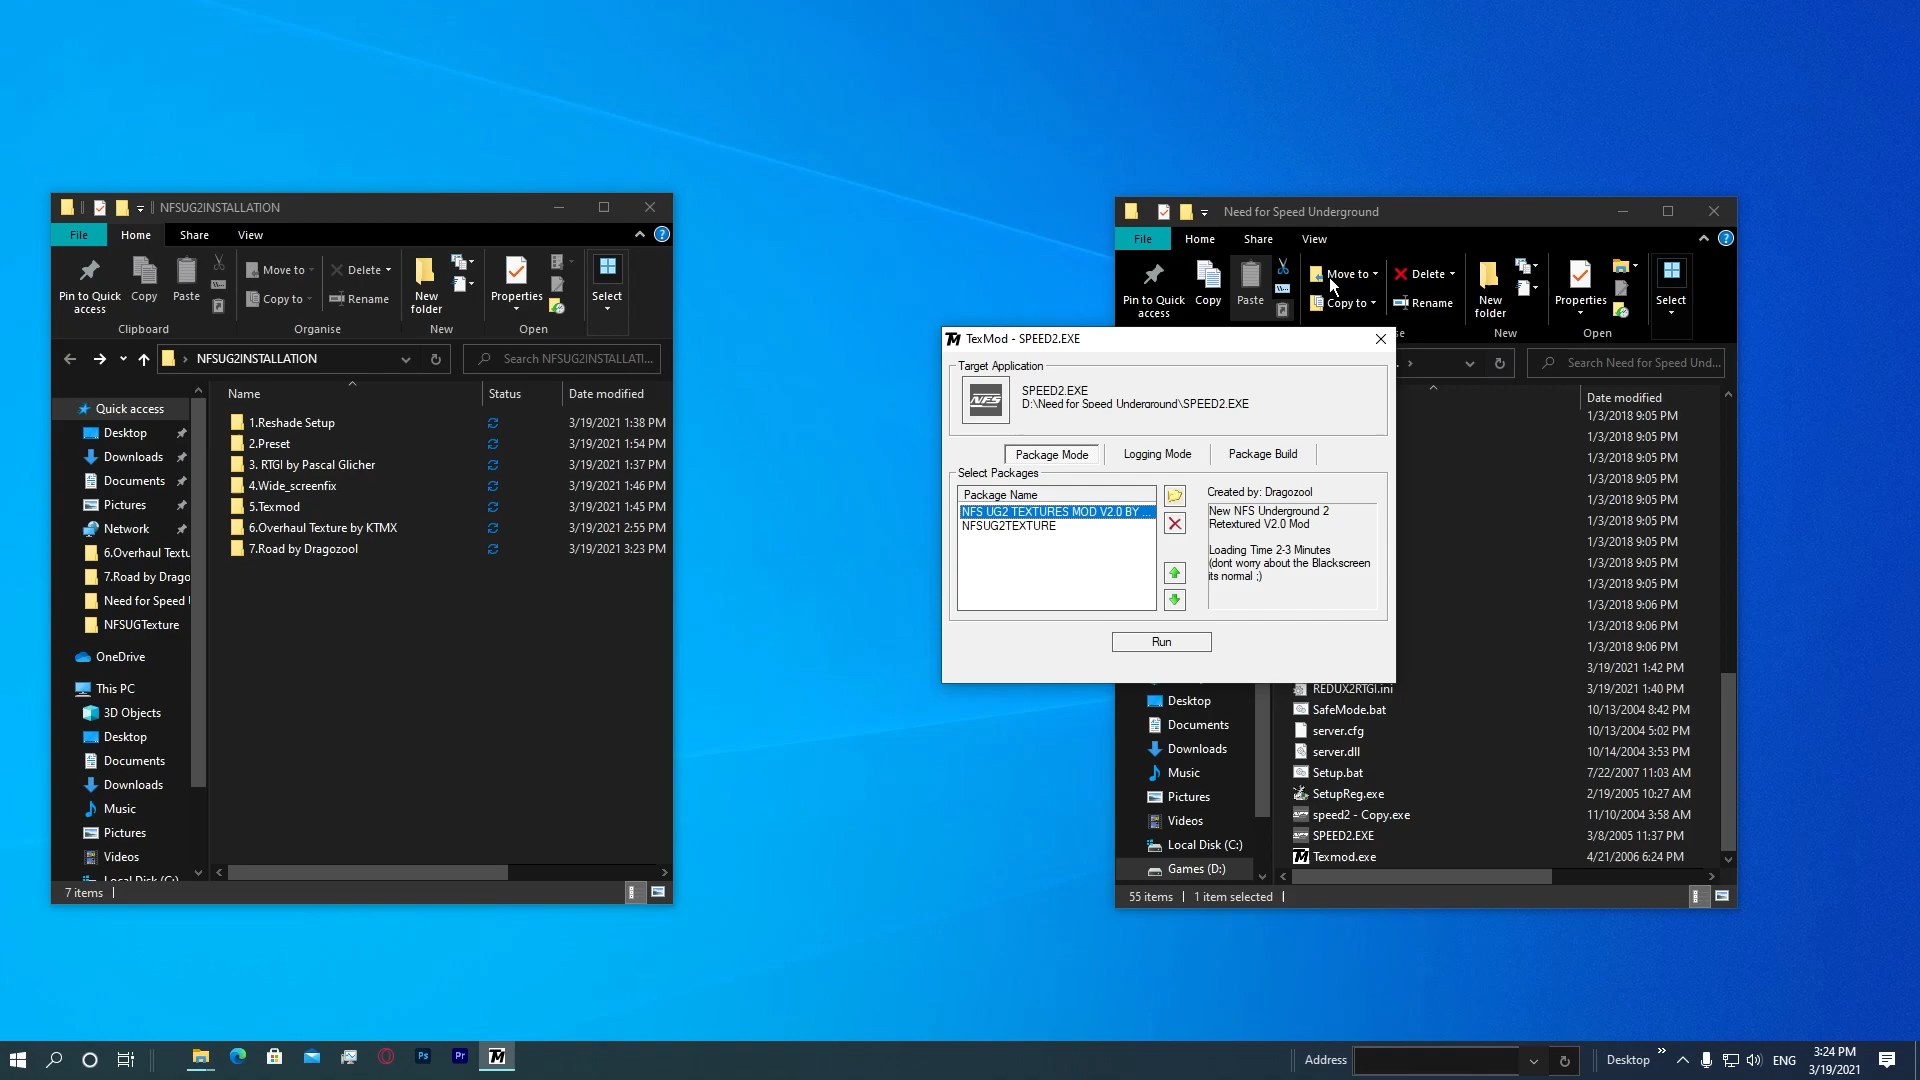 NFSUG2INSTALLATION
File
Home
Share
View
Pin to Quick access
Copy
Paste
Move to
Copy to
Delete
Rename
New folder
Properties
Select
Clipboard
Organise
New
Open
NFSUG2INSTALLATION
Search NFSUG2INSTALLATI...
Name
Status
Date modified
1.Reshade Setup
3/19/2021 1:38 PM
2.Preset
3/19/2021 1:54 PM
3. RTGI by Pascal Glicher
3/19/2021 1:37 PM
4.Wide_screenfix
3/19/2021 1:46 PM
5.Texmod
3/19/2021 1:45 PM
6.Overhaul Texture by KTMX
3/19/2021 2:55 PM
7.Road by Dragozool
3/19/2021 3:23 PM
Quick access
Desktop
Downloads
Documents
Pictures
Network
6.Overhaul Textu
7.Road by Drago
Need for Speed U
NFSUGTexture
OneDrive
This PC
3D Objects
Desktop
Documents
Downloads
Music
Pictures
Videos
Local Disk (C:)
7 items
Need for Speed Underground
File
Home
Share
View
Pin to Quick access
Copy
Paste
Move to
Copy to
Delete
Rename
New folder
Properties
Select
se
New
Open
Search Need for Speed Und...
Date modified
1/3/2018 9:05 PM
1/3/2018 9:05 PM
1/3/2018 9:05 PM
1/3/2018 9:05 PM
1/3/2018 9:05 PM
1/3/2018 9:05 PM
1/3/2018 9:05 PM
1/3/2018 9:05 PM
1/3/2018 9:05 PM
1/3/2018 9:06 PM
1/3/2018 9:06 PM
1/3/2018 9:06 PM
3/19/2021 1:42 PM
REDUX2RTGI.ini
3/19/2021 1:40 PM
SafeMode.bat
10/13/2004 8:42 PM
server.cfg
10/13/2004 5:02 PM
server.dll
10/14/2004 3:53 PM
Setup.bat
7/22/2007 11:03 AM
SetupReg.exe
2/19/2005 10:27 AM
speed2 - Copy.exe
11/10/2004 3:58 AM
SPEED2.EXE
3/8/2005 11:37 PM
Texmod.exe
4/21/2006 6:24 PM
Desktop
Documents
Downloads
Music
Pictures
Videos
Local Disk (C:)
Games (D:)
55 items
1 item selected
TexMod - SPEED2.EXE
Target Application
NFS
SPEED2.EXE
D:\Need for Speed Underground\SPEED2.EXE
Package Mode
Logging Mode
Package Build
Select Packages
Package Name
NFS UG2 TEXTURES MOD V2.0 BY ...
NFSUG2TEXTURE
Created by: Dragozool
New NFS Underground 2
Retextured V2.0 Mod
Loading Time 2-3 Minutes
(dont worry about the Blackscreen
its normal ;)
Run
Ps
Pr
Address
Desktop
ENG
3:24 PM
3/19/2021